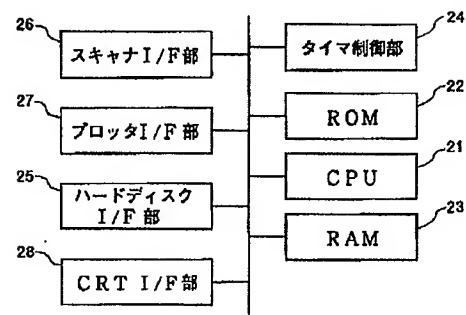 26
スキャナI/F部
27
プロッタI/F部
25
ハードディスク
I/F部
28
CRT I/F部
24
タイマ制御部
22
ROM
21
CPU
23
RAM